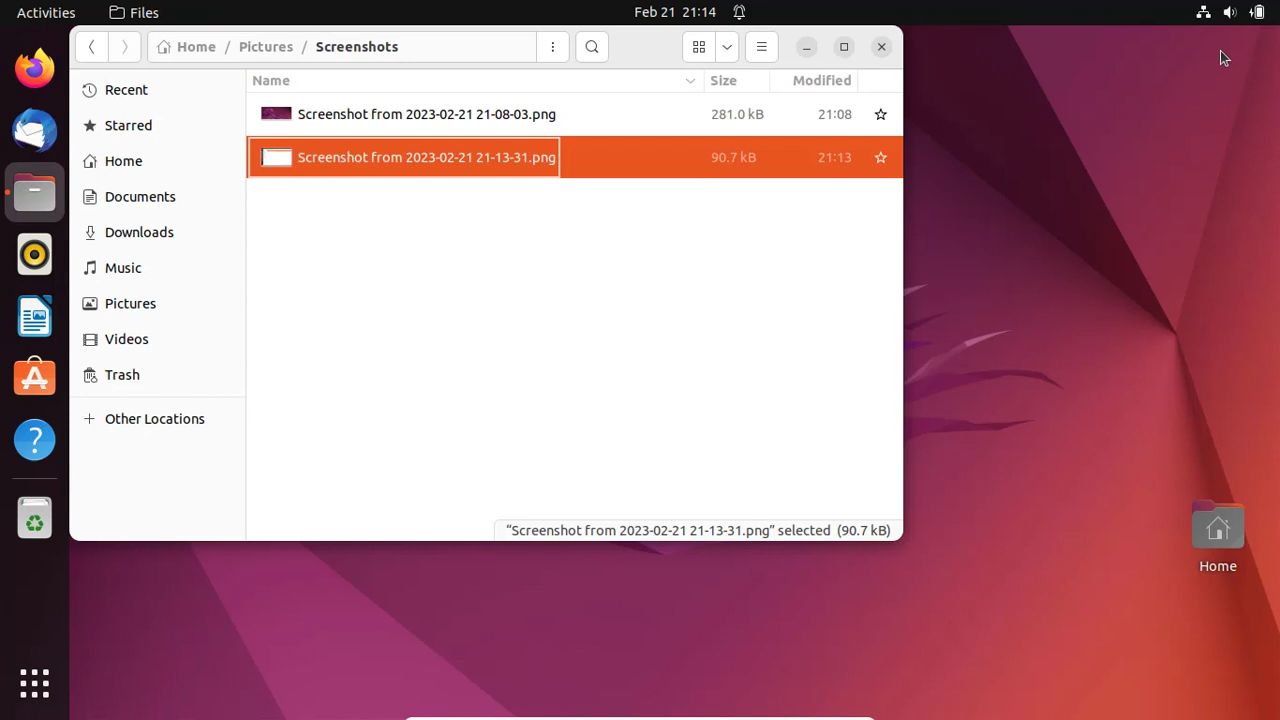 Activities Files Feb 21 21:14
Home / Pictures / Screenshots
Name Size Modified
Recent
Starred
Home
Documents
Downloads
Music
Pictures
Videos
Trash
Other Locations
Screenshot from 2023-02-21 21-08-03.png 281.0 kB 21:08
Screenshot from 2023-02-21 21-13-31.png 90.7 kB 21:13
“Screenshot from 2023-02-21 21-13-31.png” selected (90.7 kB)
Home